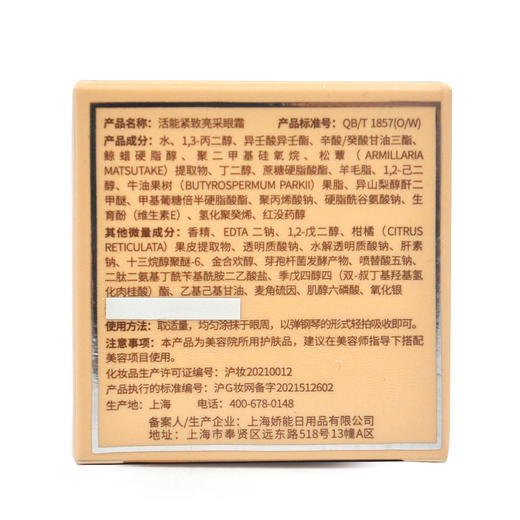 产品名称: 活能紧致亮采眼霜 产品标准号: QB/T 1857(O/W)
产品成分: 水、1,3-丙二醇、异壬酸异壬酯、辛酸/癸酸甘油三酯、
鲸蜡硬脂醇、聚二甲基硅氧烷、松蕈 (ARMILLARIA
MATSUTAKE) 提取物、丁二醇、蔗糖硬脂酸酯、羊毛脂、1,2-己二
醇、牛油果树 (BUTYROSPERMUM PARKII) 果脂、异山梨醇酐二
甲醚、甲基葡糖倍半硬脂酸酯、聚丙烯酸钠、硬脂酰谷氨酸钠、生
育酚 (维生素E) 、氢化聚癸烯、红没药醇
其他微量成分: 香精、EDTA 二钠、1,2-戊二醇、柑橘 (CITRUS
RETICULATA) 果皮提取物、透明质酸钠、水解透明质酸钠、肝素
钠、十三烷醇聚醚-6、金合欢醇、芽孢杆菌发酵产物、喷替酸五钠、
二肽二氨基丁酰苄基酰胺二乙酸盐、季戊四醇四 (双-叔丁基羟基氢
化肉桂酸) 酯、乙基己基甘油、麦角硫因、肌醇六磷酸、氧化银
使用方法: 取适量, 均匀涂抹于眼周, 以弹钢琴的形式轻拍吸收即可。
注意事项: 本产品为美容院所用护肤品, 建议在美容师指导下搭配
美容项目使用。
化妆品生产许可证编号: 沪妆20210012
产品执行的标准编号: 沪G妆网备字2021512602
生产地: 上海 电话: 400-678-0148
备案人/生产企业: 上海娇能日用品有限公司
地址: 上海市奉贤区远东路518号13幢A区